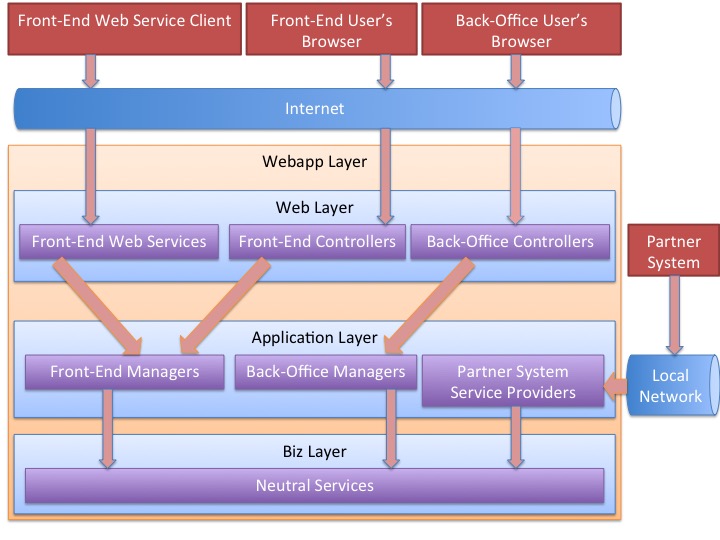 Front-End Web Service Client
Front-End User's
Browser
Back-Office User's
Browser
Internet
Webapp Layer
Web Layer
Front-End Web Services
Front-End Controllers
Back-Office Controllers
Partner
System
Application Layer
Front-End Managers
Back-Office Managers
Partner System
Service Providers
Local
Network
Biz Layer
Neutral Services